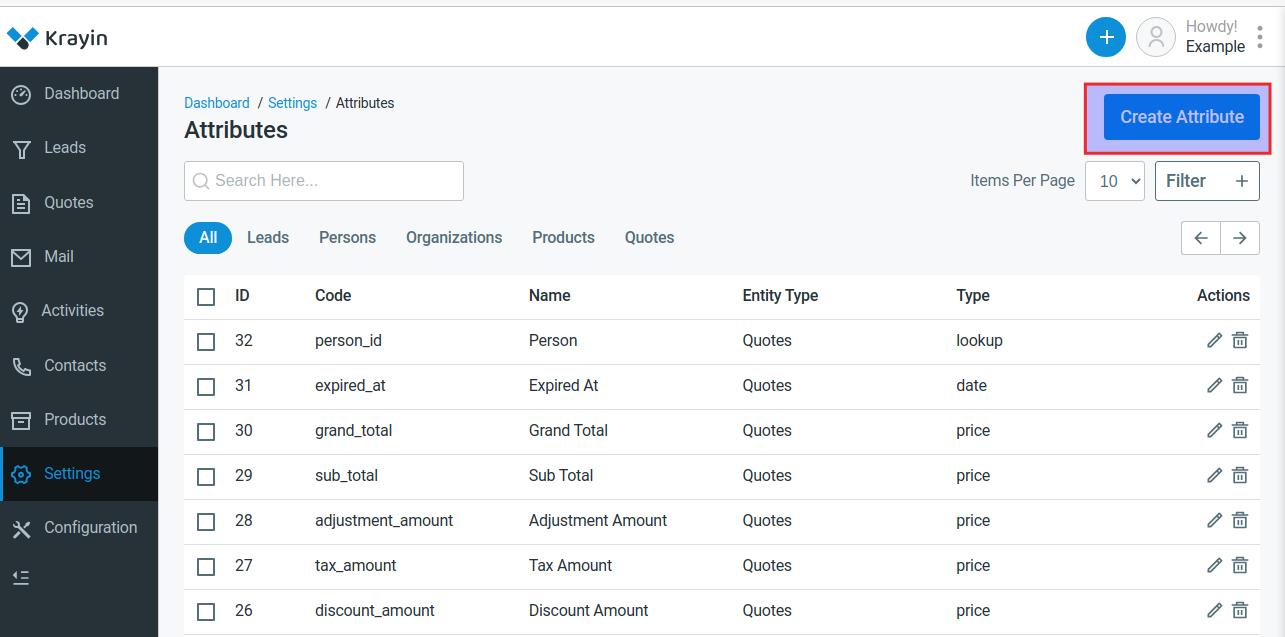 Krayin
Howdy!
Example
Dashboard
Leads
Quotes
Mail
Activities
Contacts
Products
Settings
Configuration
Dashboard / Settings / Attributes
Attributes
Create Attribute
Search Here...
Items Per Page 10 Filter +
All Leads Persons Organizations Products Quotes
ID Code Name Entity Type Type Actions
32 person_id Person Quotes lookup
31 expired_at Expired At Quotes date
30 grand_total Grand Total Quotes price
29 sub_total Sub Total Quotes price
28 adjustment_amount Adjustment Amount Quotes price
27 tax_amount Tax Amount Quotes price
26 discount_amount Discount Amount Quotes price